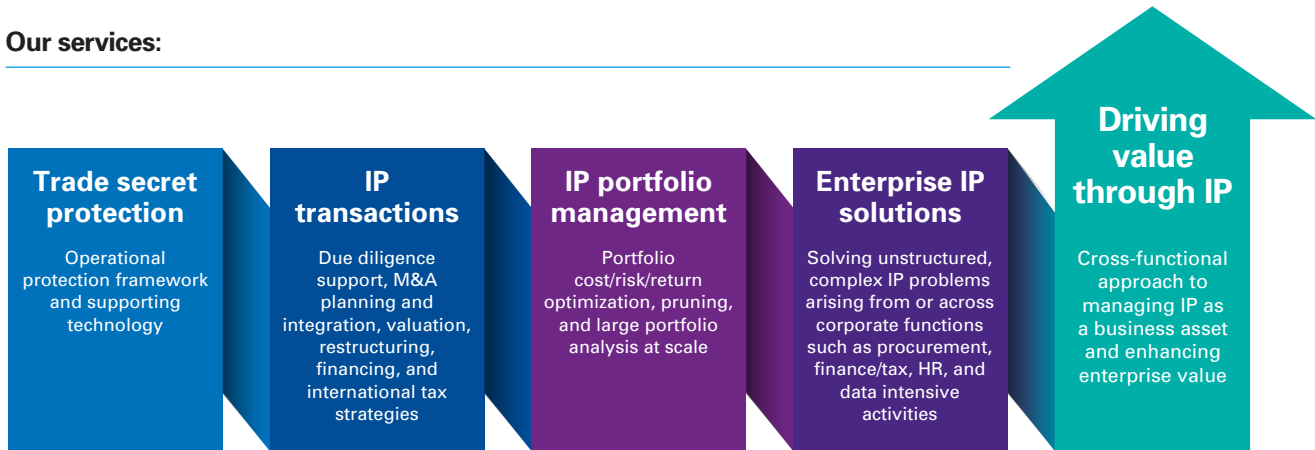 Our services:
Trade secret
protection
Operational
protection framework
and supporting
technology
IP
transactions
Due diligence
support, M&A
planning and
integration, valuation,
restructuring,
financing, and
international tax
strategies
IP portfolio
management
Portfolio
cost/risk/return
optimization, pruning,
and large portfolio
analysis at scale
Enterprise IP
solutions
Solving unstructured,
complex IP problems
arising from or across
corporate functions
such as procurement,
finance/tax, HR, and
data intensive
activities
Driving
value
through IP
Cross-functional
approach to
managing IP as
a business asset
and enhancing
enterprise value